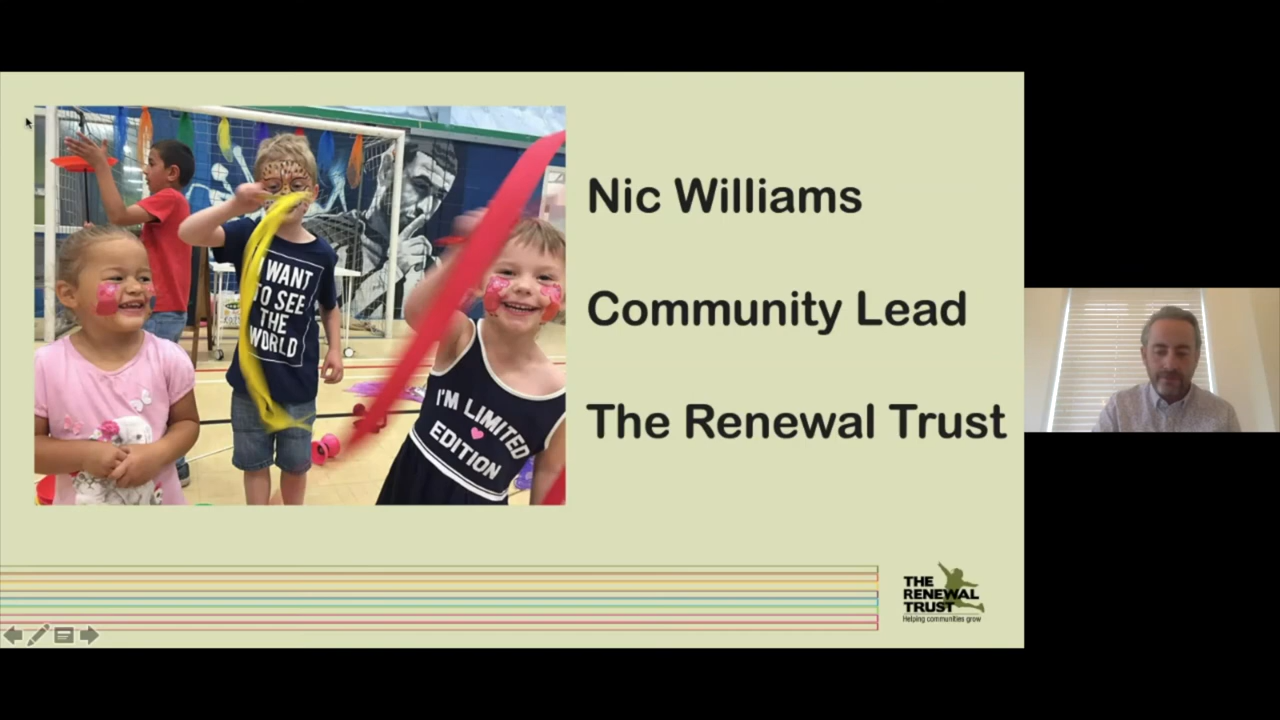 Nic Williams
Community Lead
The Renewal Trust
I WANT
TO SEE
THE
WORLD
I'M LIMITED
EDITION
THE
RENEWAL
TRUST
Helping communities grow